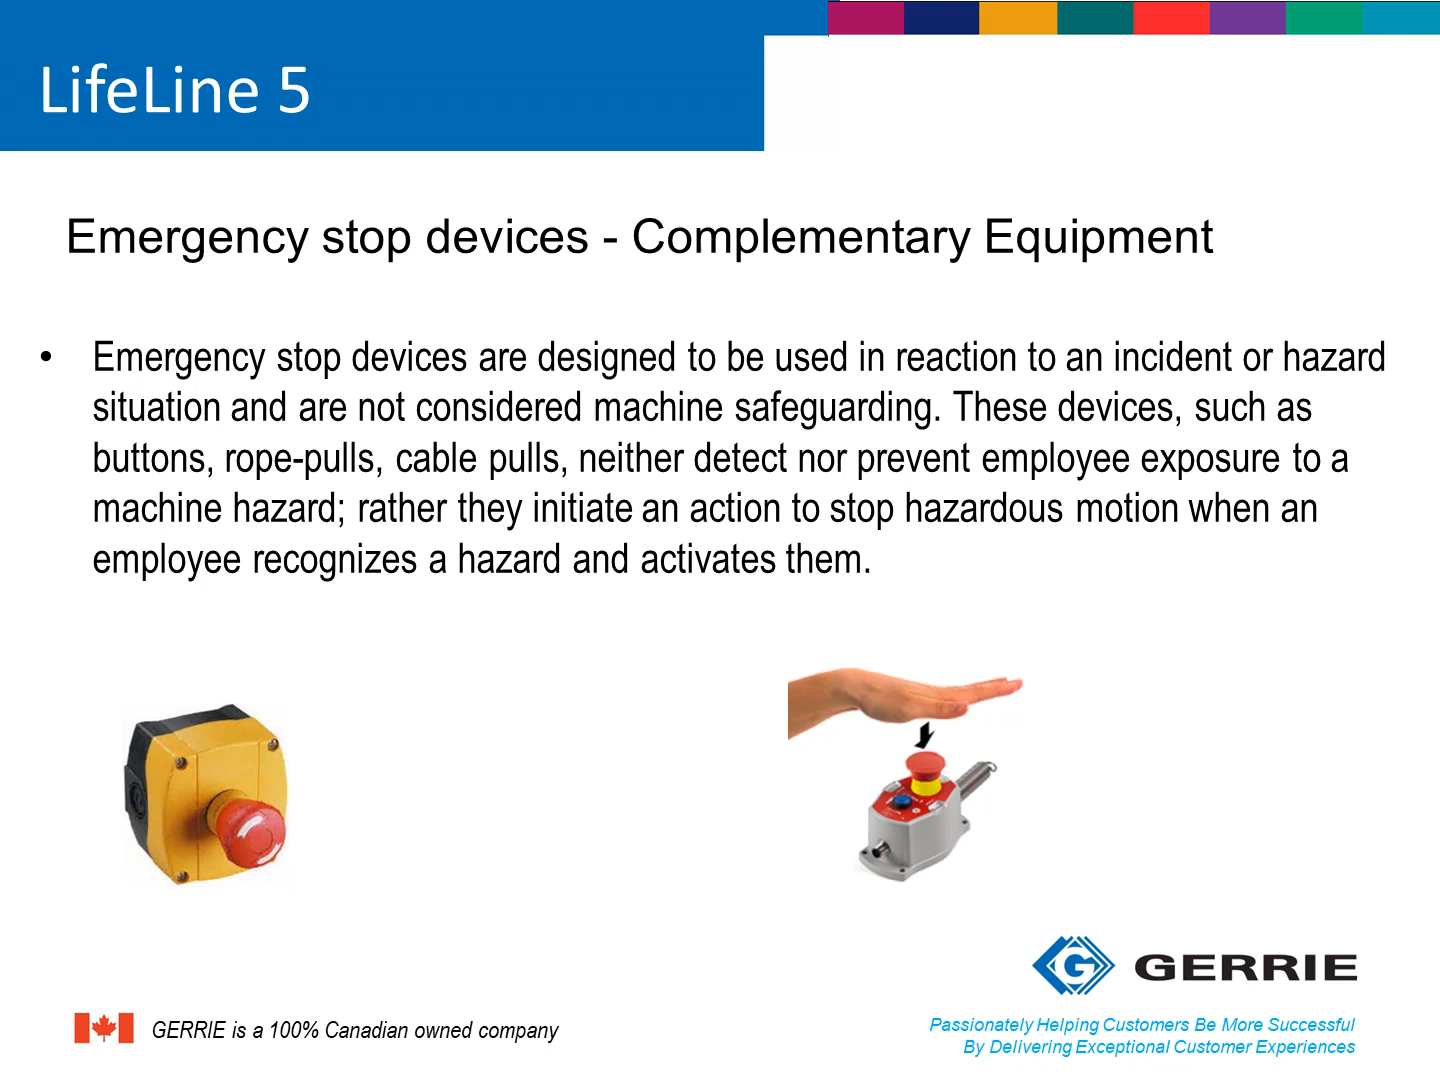 LifeLine 5
Emergency stop devices - Complementary Equipment
• Emergency stop devices are designed to be used in reaction to an incident or hazard
situation and are not considered machine safeguarding. These devices, such as
buttons, rope-pulls, cable pulls, neither detect nor prevent employee exposure to a
machine hazard; rather they initiate an action to stop hazardous motion when an
employee recognizes a hazard and activates them.
G GERRIE
GERRIE is a 100% Canadian owned company
Passionately Helping Customers Be More Successful
By Delivering Exceptional Customer Experiences